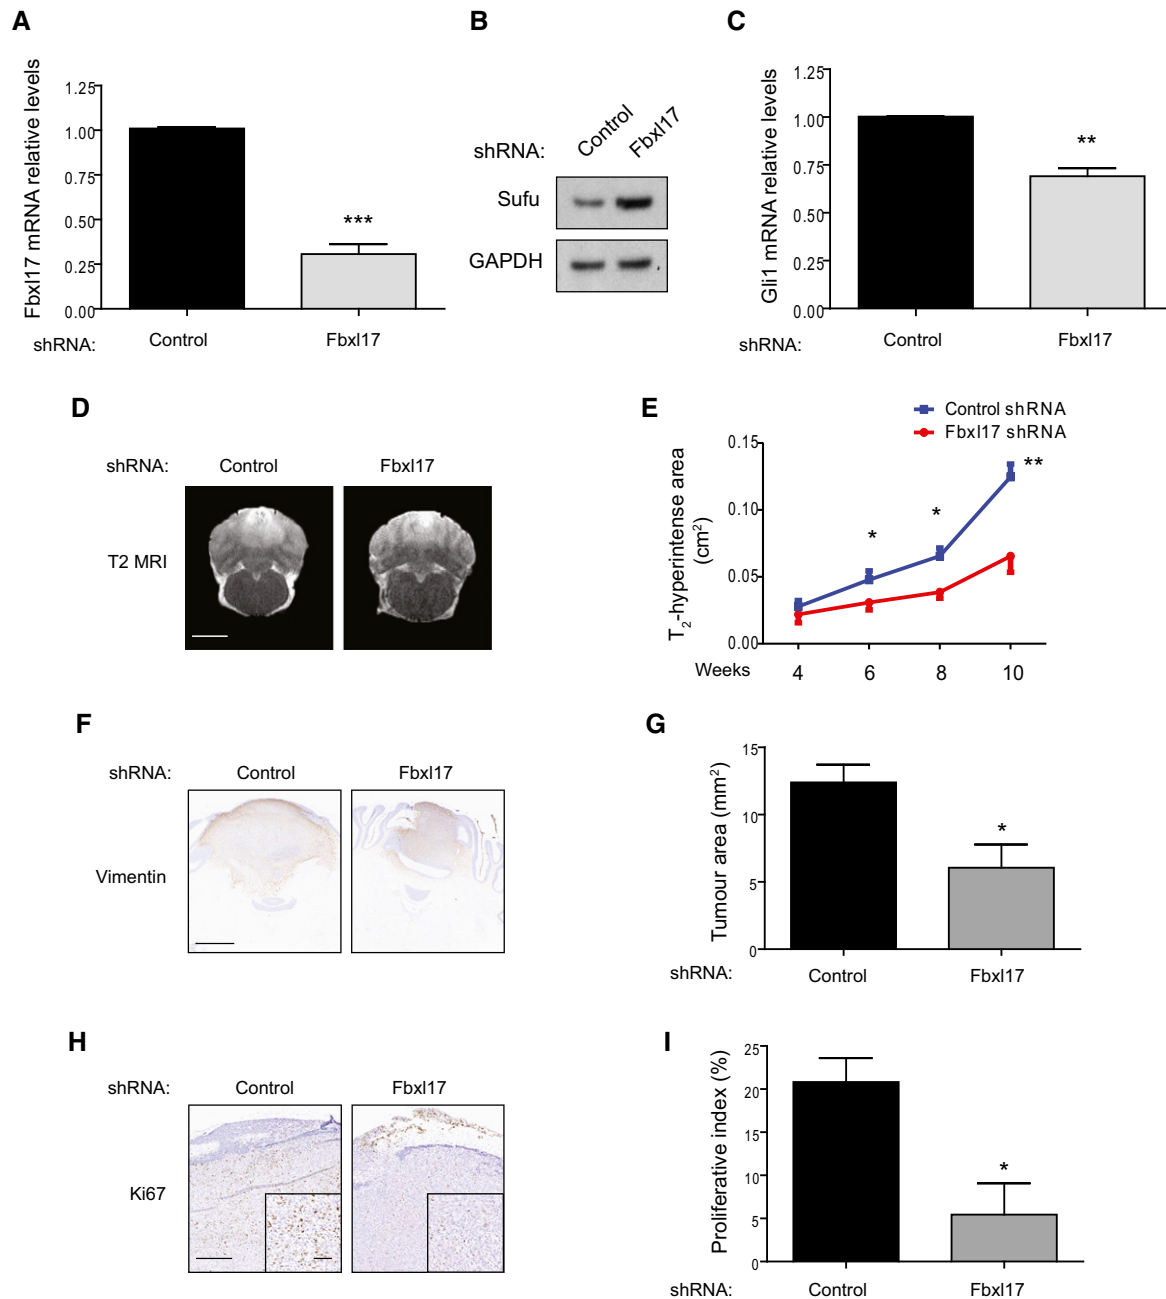 A
Fbxl17 mRNA relative levels
1.25
1.00
0.75
0.50
0.25
0.00
***
shRNA:
Control
Fbxl17
B
shRNA:
Control
Fbxl17
Sufu
GAPDH
C
Gli1 mRNA relative levels
1.25
1.00
0.75
0.50
0.25
0.00
**
shRNA:
Control
Fbxl17
D
shRNA:
Control
Fbxl17
T2 MRI
E
Control shRNA
Fbxl17 shRNA
T2-hyperintense area
(cm²)
0.15
0.10
0.05
0.00
*
*
**
Weeks
4
6
8
10
F
shRNA:
Control
Fbxl17
Vimentin
G
Tumour area (mm²)
15
10
5
0
*
shRNA:
Control
Fbxl17
H
shRNA:
Control
Fbxl17
Ki67
I
Proliferative index (%)
25
20
15
10
5
0
*
shRNA:
Control
Fbxl17